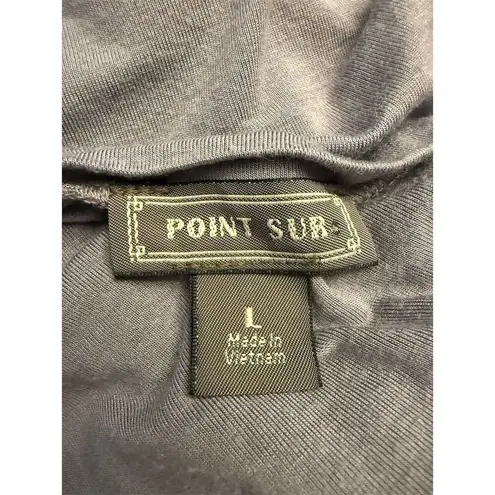 POINT SUR
L
Made in
Vietnam